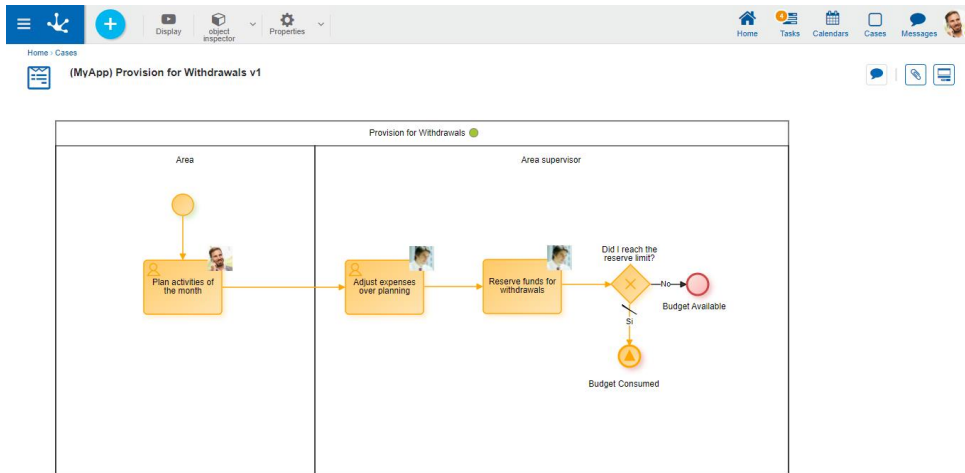 Display
object
inspector
Properties
Home
4
Tasks
Calendars
Cases
Messages
Home › Cases
(MyApp) Provision for Withdrawals v1
Provision for Withdrawals
Area
Area supervisor
Plan activities of
the month
Adjust expenses
over planning
Reserve funds for
withdrawals
Did I reach the
reserve limit?
No
Budget Available
Si
Budget Consumed